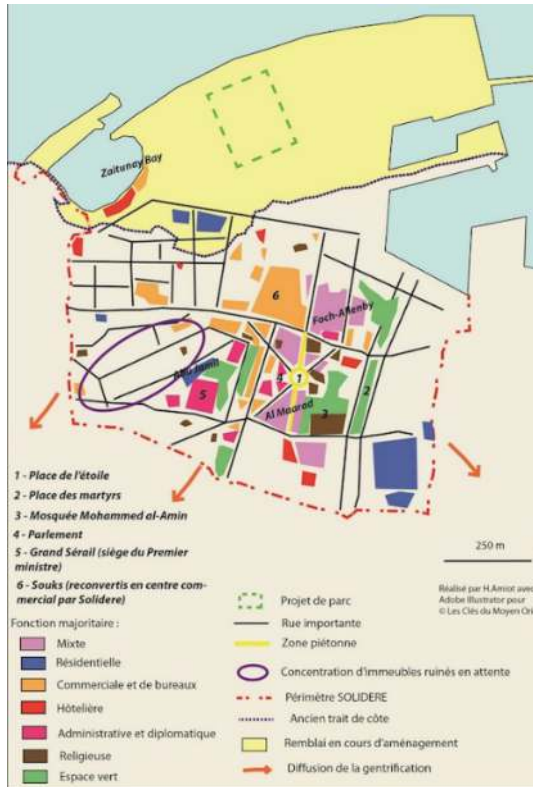 Zaitunay Bay
6
Foch-Allenby
Abu Jamil
4
1
2
5
Al Maarad
3
1 - Place de l'étoile
2 - Place des martyrs
3 - Mosquée Mohammed al-Amin
4 - Parlement
5 - Grand Sérail (siège du Premier
ministre)
6 - Souks (reconvertis en centre com-
mercial par Solidere)
Fonction majoritaire :
Mixte
Résidentielle
Commerciale et de bureaux
Hôtelière
Administrative et diplomatique
Religieuse
Espace vert
250 m
Réalisé par H.Amiot avec
Adobe Illustrator pour
© Les Clés du Moyen Ori
Projet de parc
Rue importante
Zone piétonne
Concentration d'immeubles ruinés en attente
Périmètre SOLIDERE
Ancien trait de côte
Remblai en cours d'aménagement
Diffusion de la gentrification